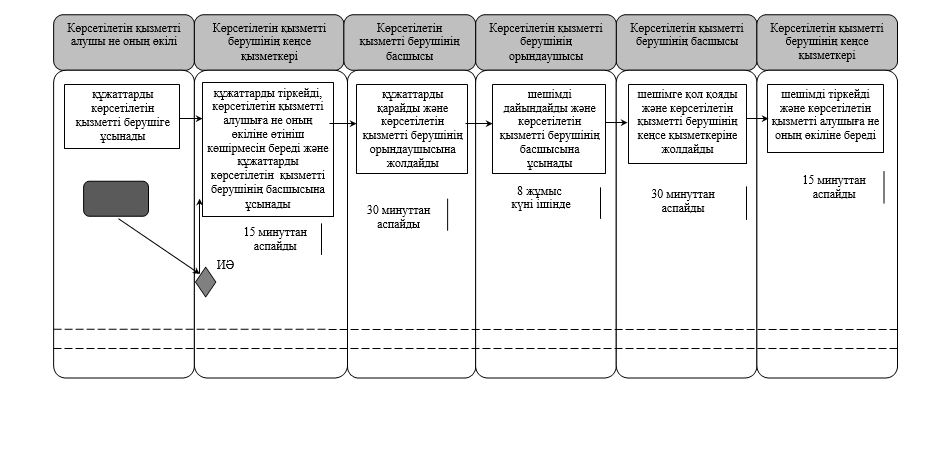 Көрсетілетін қызметті
алушы не оның өкілі
Көрсетілетін қызметті
берушінің кеңсе
қызметкері
Көрсетілетін
қызметті берушінің
басшысы
Көрсетілетін қызметті
берушінің
орындаушысы
Көрсетілетін қызметті
берушінің басшысы
Көрсетілетін қызметті
берушінің кеңсе
қызметкері
құжаттарды
көрсетілетін
қызметті берушіге
ұсынады
құжаттарды тіркейді,
көрсетілетін қызметті
алушыға не оның
өкіліне өтініш
көшірмесін береді және
құжаттарды
көрсетілетін қызметті
берушінің басшысына
ұсынады
құжаттарды
қарайды және
көрсетілетін
қызметті берушінің
орындаушысына
жолдайды
шешімді
дайындайды және
көрсетілетін
қызметті берушінің
басшысына
ұсынады
шешімге қол қояды
және көрсетілетін
қызметті берушінің
кеңсе қызметкеріне
жолдайды
шешімді тіркейді
және көрсетілетін
қызметті алушыға не
оның өкіліне береді
15 минуттан
аспайды
30 минуттан
аспайды
8 жұмыс
күні ішінде
30 минуттан
аспайды
15 минуттан
аспайды
ИӘ